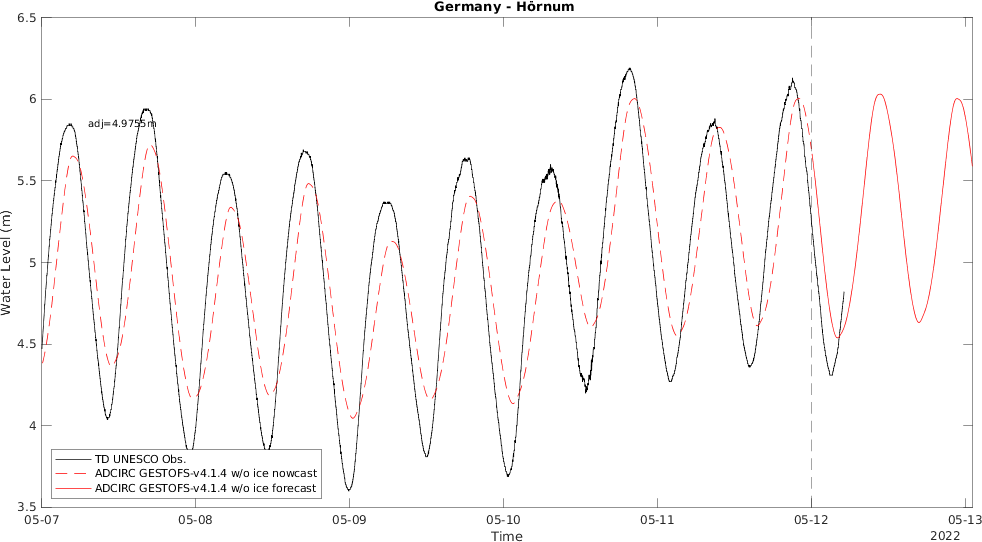 Germany - Hörnum
6.5
6
5.5
5
4.5
4
3.5
Water Level (m)
adj=4.9755m
TD UNESCO Obs.
ADCIRC GESTOFS-v4.1.4 w/o ice nowcast
ADCIRC GESTOFS-v4.1.4 w/o ice forecast
05-07 05-08 05-09 05-10 05-11 05-12 05-13
Time
2022